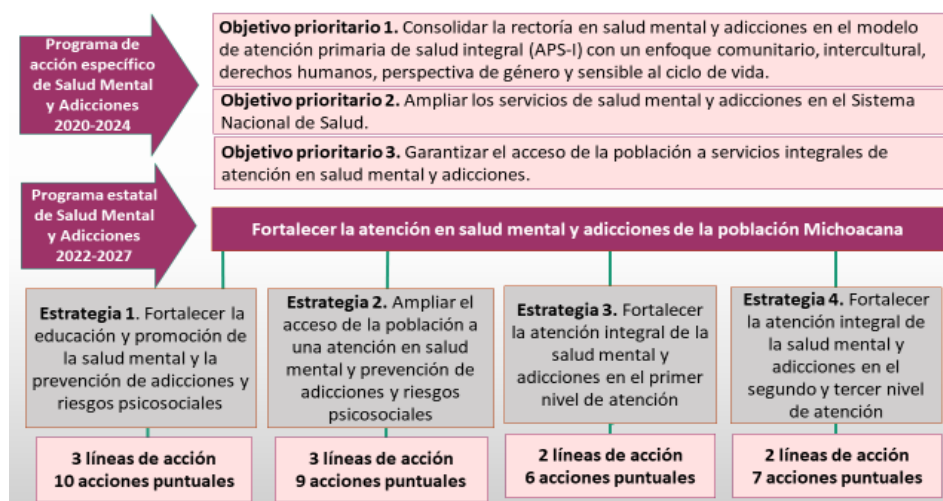 Programa de
acción específico
de Salud Mental
y Adicciones
2020-2024
Objetivo prioritario 1. Consolidar la rectoría en salud mental y adicciones en el modelo
de atención primaria de salud integral (APS-I) con un enfoque comunitario, intercultural,
derechos humanos, perspectiva de género y sensible al ciclo de vida.
Objetivo prioritario 2. Ampliar los servicios de salud mental y adicciones en el Sistema
Nacional de Salud.
Objetivo prioritario 3. Garantizar el acceso de la población a servicios integrales de
atención en salud mental y adicciones.
Programa estatal
de Salud Mental
y Adicciones
2022-2027
Fortalecer la atención en salud mental y adicciones de la población Michoacana
Estrategia 1. Fortalecer la
educación y promoción de
la salud mental y la
prevención de adicciones y
riesgos psicosociales
3 líneas de acción
10 acciones puntuales
Estrategia 2. Ampliar el
acceso de la población a
una atención en salud
mental y prevención de
adicciones y riesgos
psicosociales
3 líneas de acción
9 acciones puntuales
Estrategia 3. Fortalecer
la atención integral de la
salud mental y
adicciones en el primer
nivel de atención
2 líneas de acción
6 acciones puntuales
Estrategia 4. Fortalecer
la atención integral de
la salud mental y
adicciones en el
segundo y tercer nivel
de atención
2 líneas de acción
7 acciones puntuales